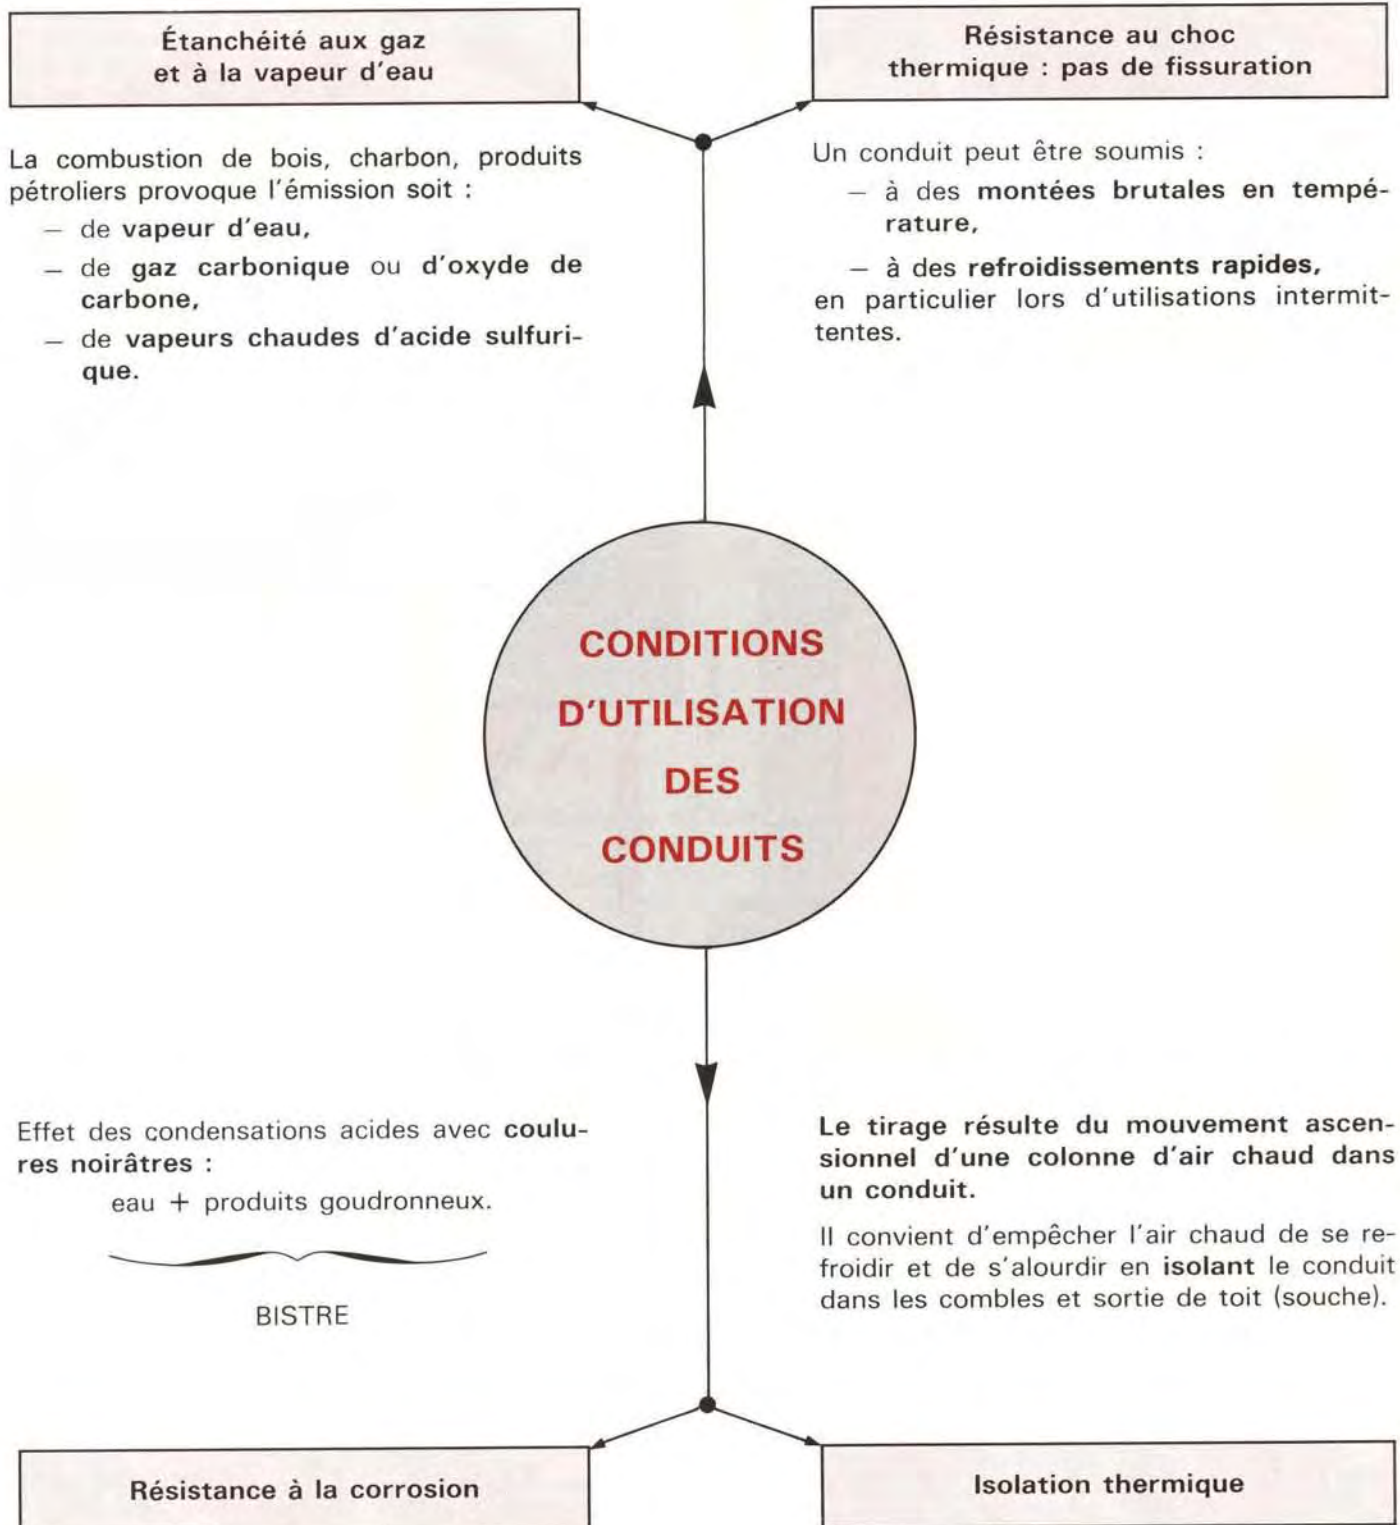 Étanchéité aux gaz
et à la vapeur d'eau
La combustion de bois, charbon, produits
pétroliers provoque l'émission soit :
— de vapeur d'eau,
— de gaz carbonique ou d'oxyde de
carbone,
— de vapeurs chaudes d'acide sulfuri-
que.
Résistance au choc
thermique : pas de fissuration
Un conduit peut être soumis :
— à des montées brutales en tempé-
rature,
— à des refroidissements rapides,
en particulier lors d'utilisations intermit-
tentes.
CONDITIONS
D'UTILISATION
DES
CONDUITS
Effet des condensations acides avec coulu-
res noirâtres :
eau + produits goudronneux.
BISTRE
Résistance à la corrosion
Le tirage résulte du mouvement ascen-
sionnel d'une colonne d'air chaud dans
un conduit.
Il convient d'empêcher l'air chaud de se re-
froidir et de s'alourdir en isolant le conduit
dans les combles et sortie de toit (souche).
Isolation thermique